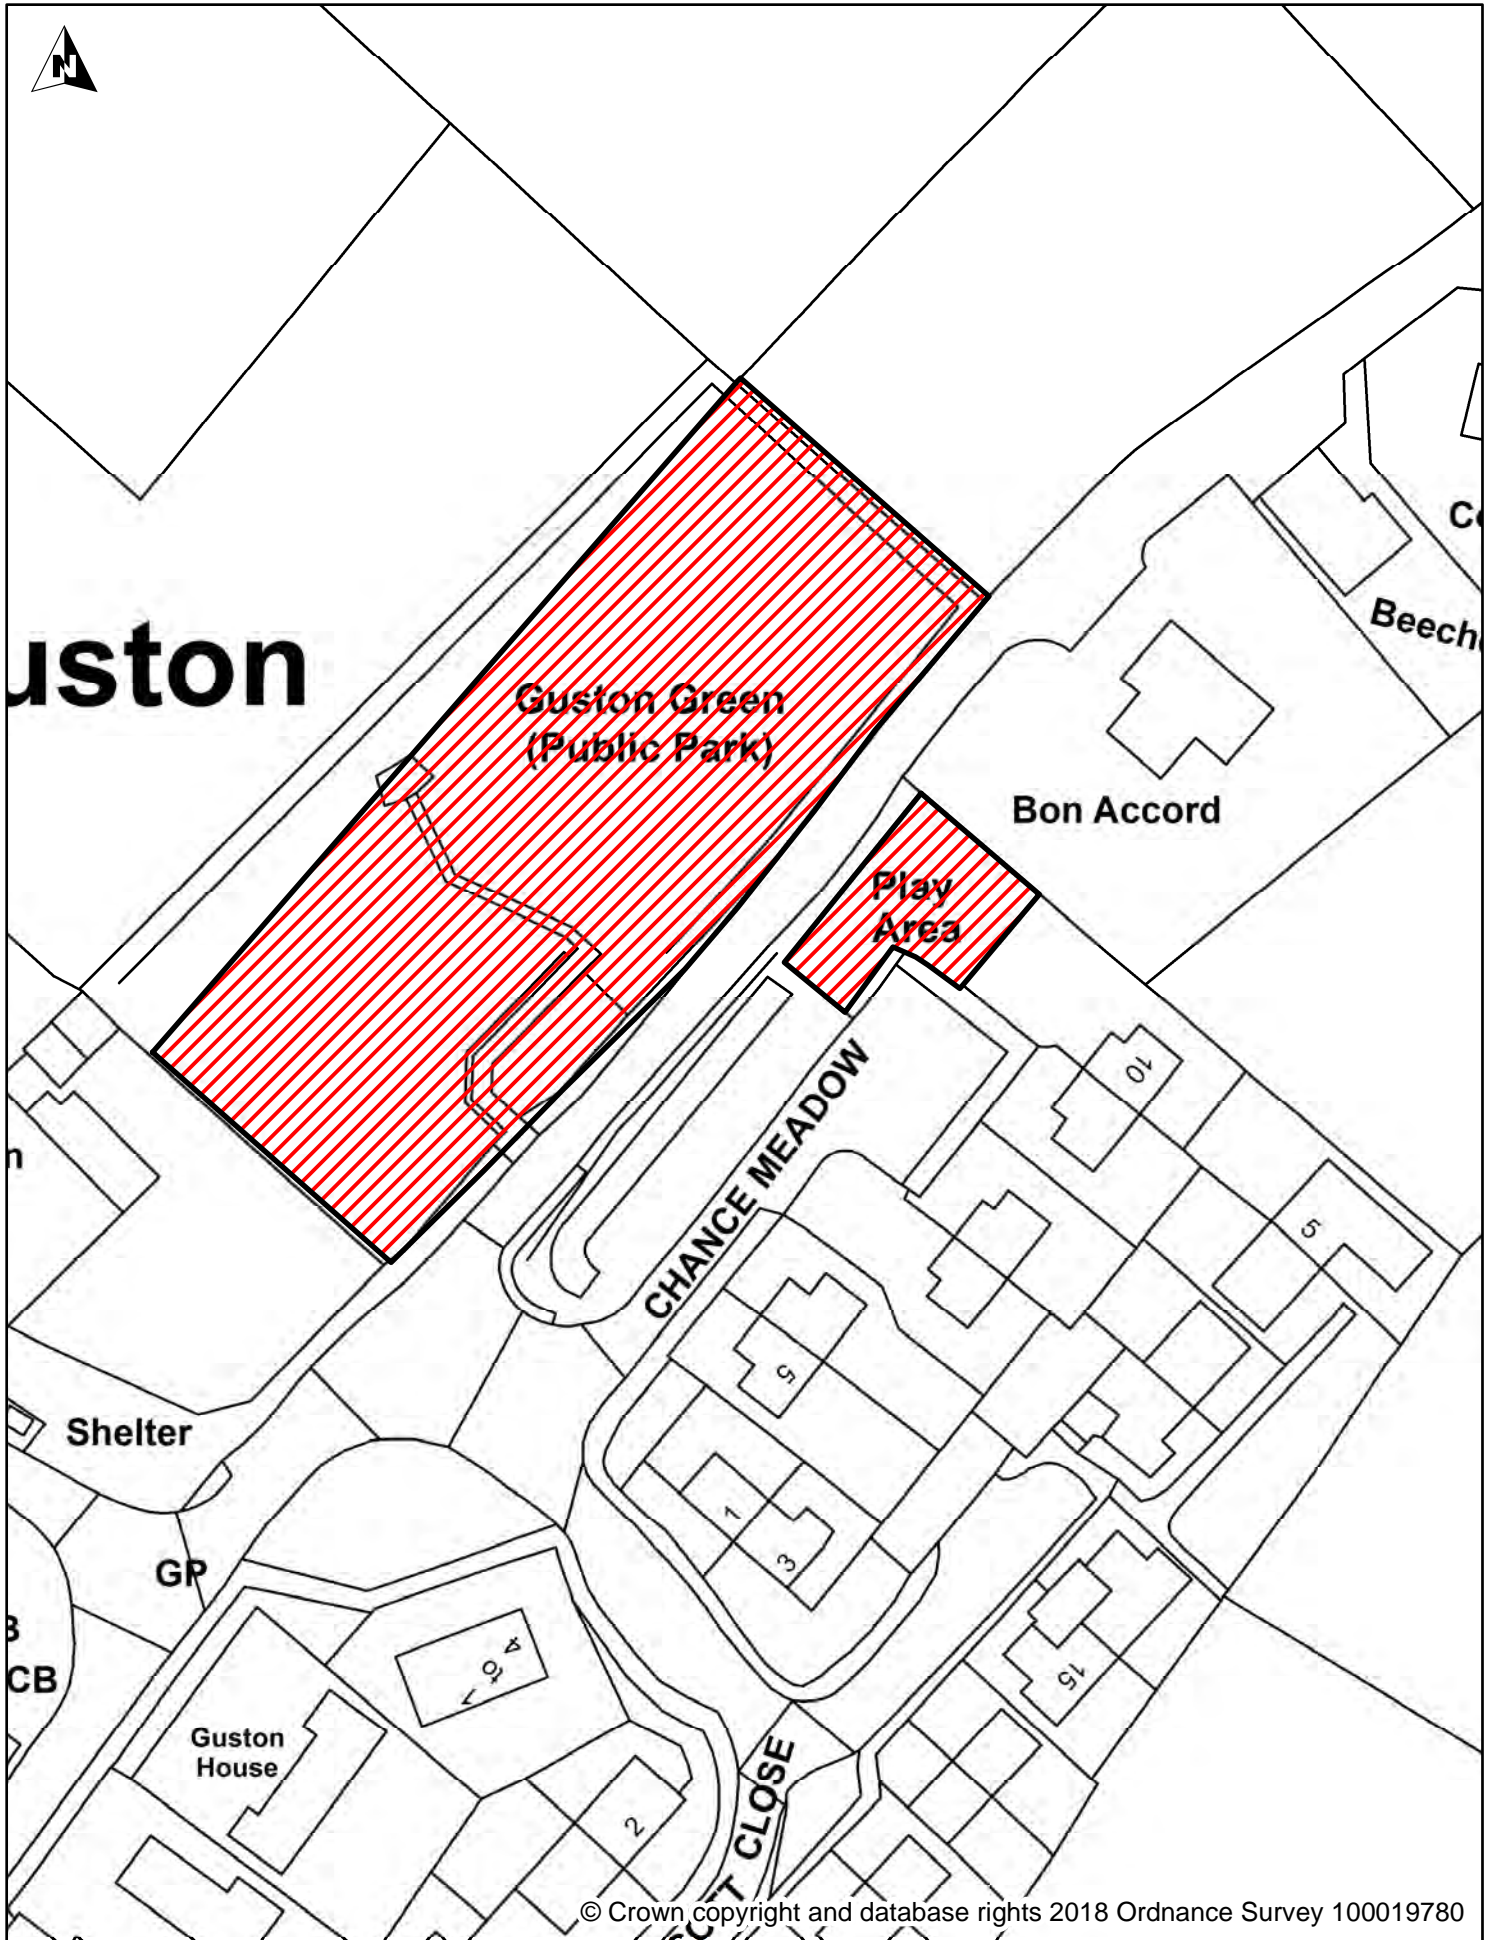 N
uston
Guston Green
(Public Park)
Bon Accord
Play
Area
CHANCE MEADOW
10
5
5
1
3
Shelter
GP
CB
1 to 4
15
Guston
House
2
CLOSE
© Crown copyright and database rights 2018 Ordnance Survey 100019780